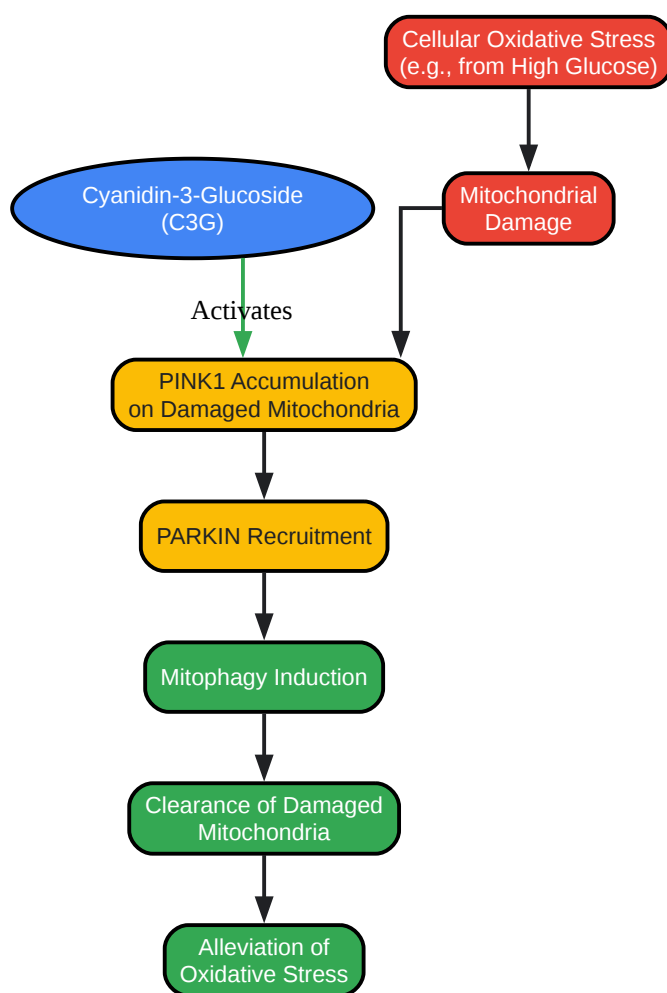 Cellular Oxidative Stress
(e.g., from High Glucose)
Cyanidin-3-Glucoside
(C3G)
Mitochondrial
Damage
Activates
PINK1 Accumulation
on Damaged Mitochondria
PARKIN Recruitment
Mitophagy Induction
Clearance of Damaged
Mitochondria
Alleviation of
Oxidative Stress